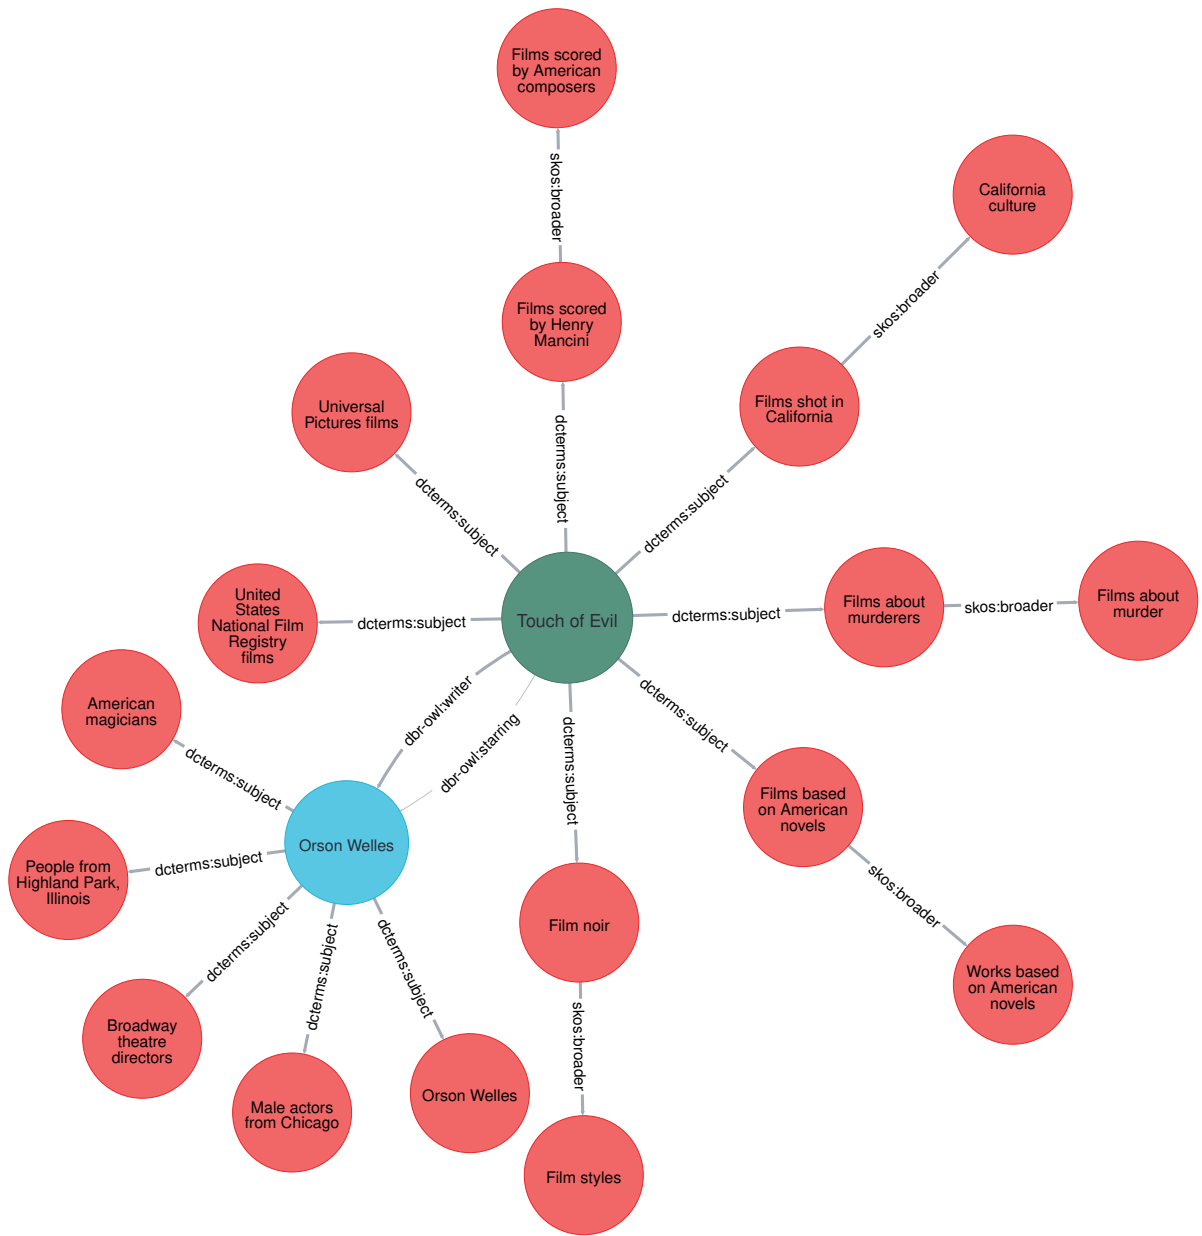 Films scored
by American
composers
skos:broader
California
culture
skos:broader
Films scored
by Henry
Mancini
Universal
Pictures films
Films shot in
California
dcterms:subject
dcterms:subject
dcterms:subject
United
States
National Film
Registry
films
dcterms:subject
Touch of Evil
dcterms:subject
Films about
murderers
skos:broader
Films about
murder
American
magicians
dbr-owl:writer
dbr-owl:starring
dcterms:subject
dcterms:subject
dcterms:subject
Films based
on American
novels
Orson Welles
People from
Highland Park,
Illinois
dcterms:subject
dcterms:subject
dcterms:subject
dcterms:subject
Film noir
skos:broader
Works based
on American
novels
Broadway
theatre
directors
Male actors
from Chicago
Orson Welles
skos:broader
Film styles